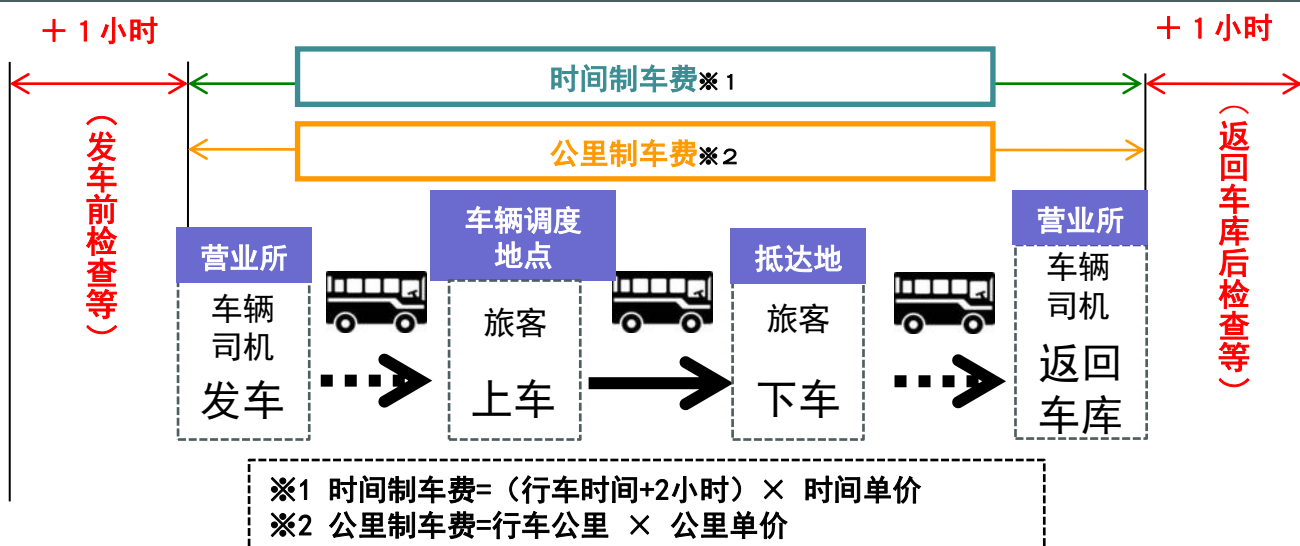 ＋1小时
＋1小时
时间制车费※1
公里制车费※2
（发车前检查等）
（返回车库后检查等）
营业所
车辆
司机
发车
车辆调度
地点
旅客
上车
抵达地
旅客
下车
营业所
车辆
司机
返回
车库
※1 时间制车费=（行车时间+2小时）× 时间单价
※2 公里制车费=行车公里 × 公里单价